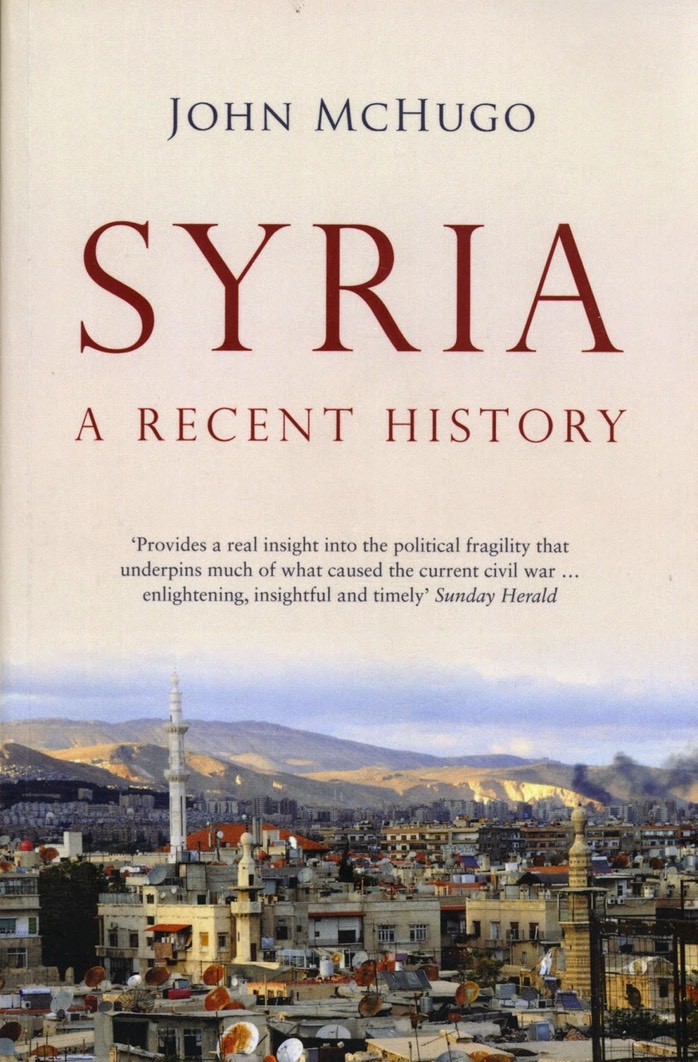 JOHN MCHUGO
SYRIA
A RECENT HISTORY
‘Provides a real insight into the political fragility that
underpins much of what caused the current civil war ...
enlightening, insightful and timely’ Sunday Herald